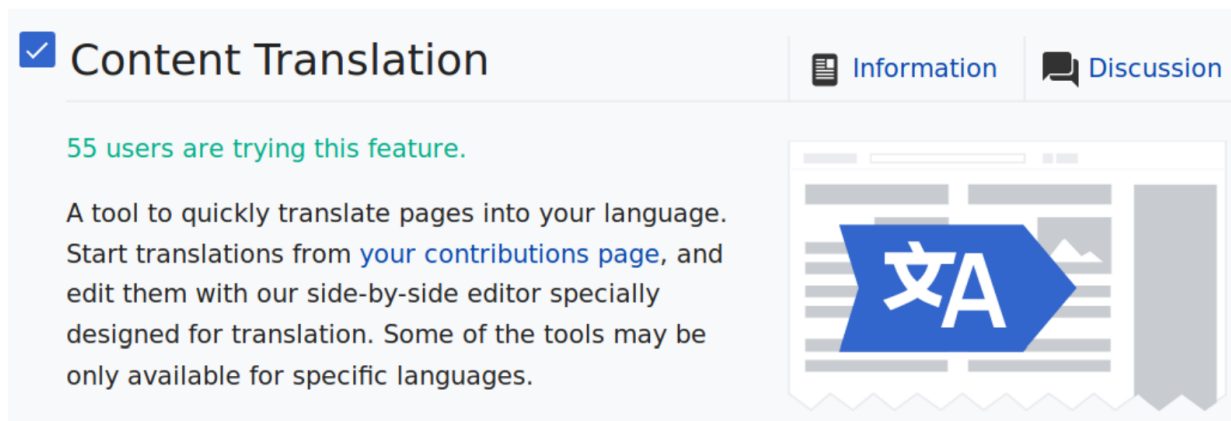 Content Translation
Information
Discussion
55 users are trying this feature.
A tool to quickly translate pages into your language.
Start translations from your contributions page, and
edit them with our side-by-side editor specially
designed for translation. Some of the tools may be
only available for specific languages.
文A